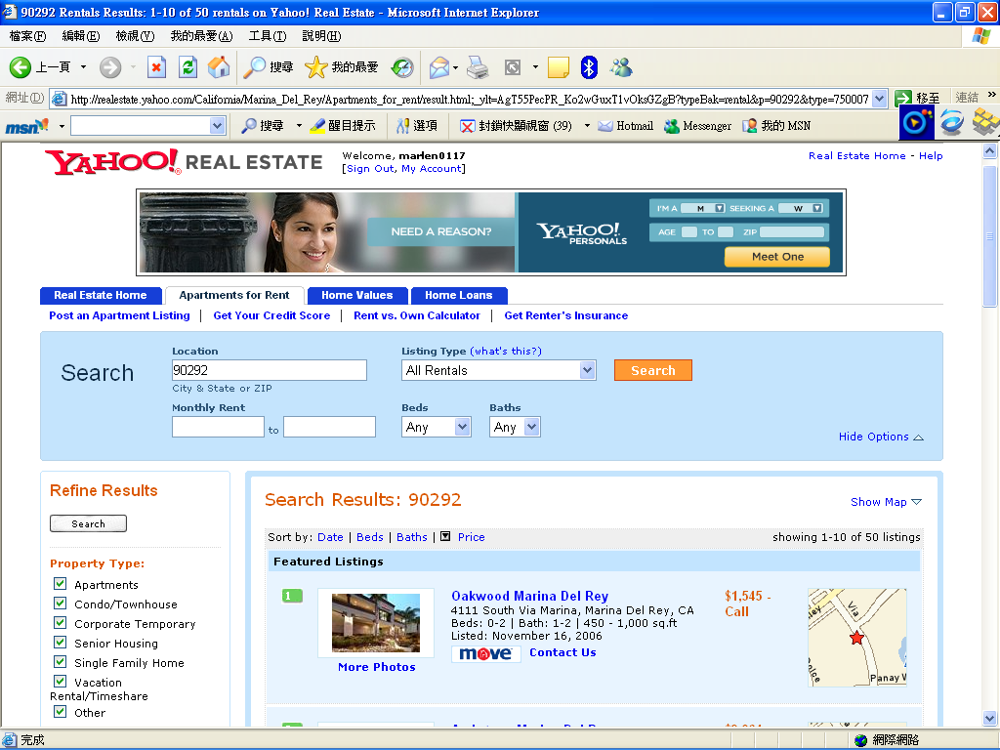 90292 Rentals Results: 1-10 of 50 rentals on Yahoo! Real Estate - Microsoft Internet Explorer
檔案(F) 編輯(E) 檢視(V) 我的最愛(A) 工具(T) 說明(H)
上一頁 搜尋 我的最愛
網址(D) http://realestate.yahoo.com/California/Marina_Del_Rey/Apartments_for_rent/result.html;_ylt=AgT55PecPR_Ko2wGuxT1vOksGZgB?typeBak=rental&p=90292&type=750007 移至 連結 »
msn 搜尋 醒目提示 選項 封鎖快顯視窗 (39) Hotmail Messenger 我的 MSN
YAHOO! REAL ESTATE
Welcome, marlen0117
[Sign Out, My Account]
Real Estate Home - Help
NEED A REASON?
YAHOO! PERSONALS
I'M A M SEEKING A W
AGE TO ZIP
Meet One
Real Estate Home Apartments for Rent Home Values Home Loans
Post an Apartment Listing | Get Your Credit Score | Rent vs. Own Calculator | Get Renter's Insurance
Search
Location
90292
City & State or ZIP
Listing Type (what's this?)
All Rentals
Search
Monthly Rent
to
Beds
Any
Baths
Any
Hide Options
Refine Results
Search
Property Type:
Apartments
Condo/Townhouse
Corporate Temporary
Senior Housing
Single Family Home
Vacation
Rental/Timeshare
Other
Search Results: 90292
Show Map
Sort by: Date | Beds | Baths | Price
showing 1-10 of 50 listings
Featured Listings
1
More Photos
Oakwood Marina Del Rey
4111 South Via Marina, Marina Del Rey, CA
Beds: 0-2 | Bath: 1-2 | 450 - 1,000 sq.ft
Listed: November 16, 2006
move Contact Us
$1,545 -
Call
Via
Panay W
完成
網際網路